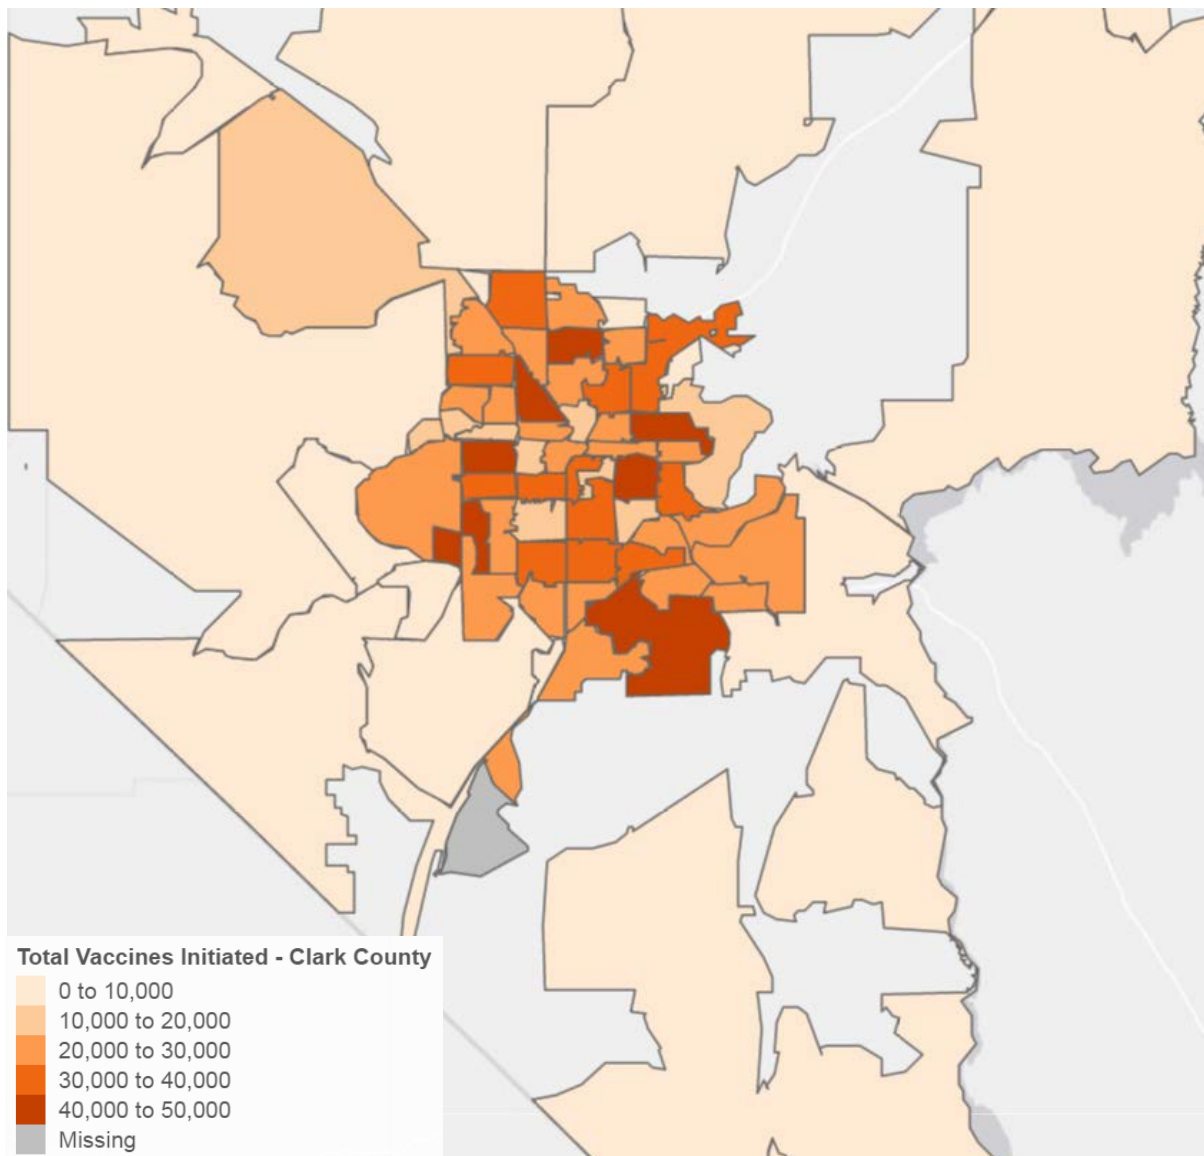 Total Vaccines Initiated - Clark County
0 to 10,000
10,000 to 20,000
20,000 to 30,000
30,000 to 40,000
40,000 to 50,000
Missing